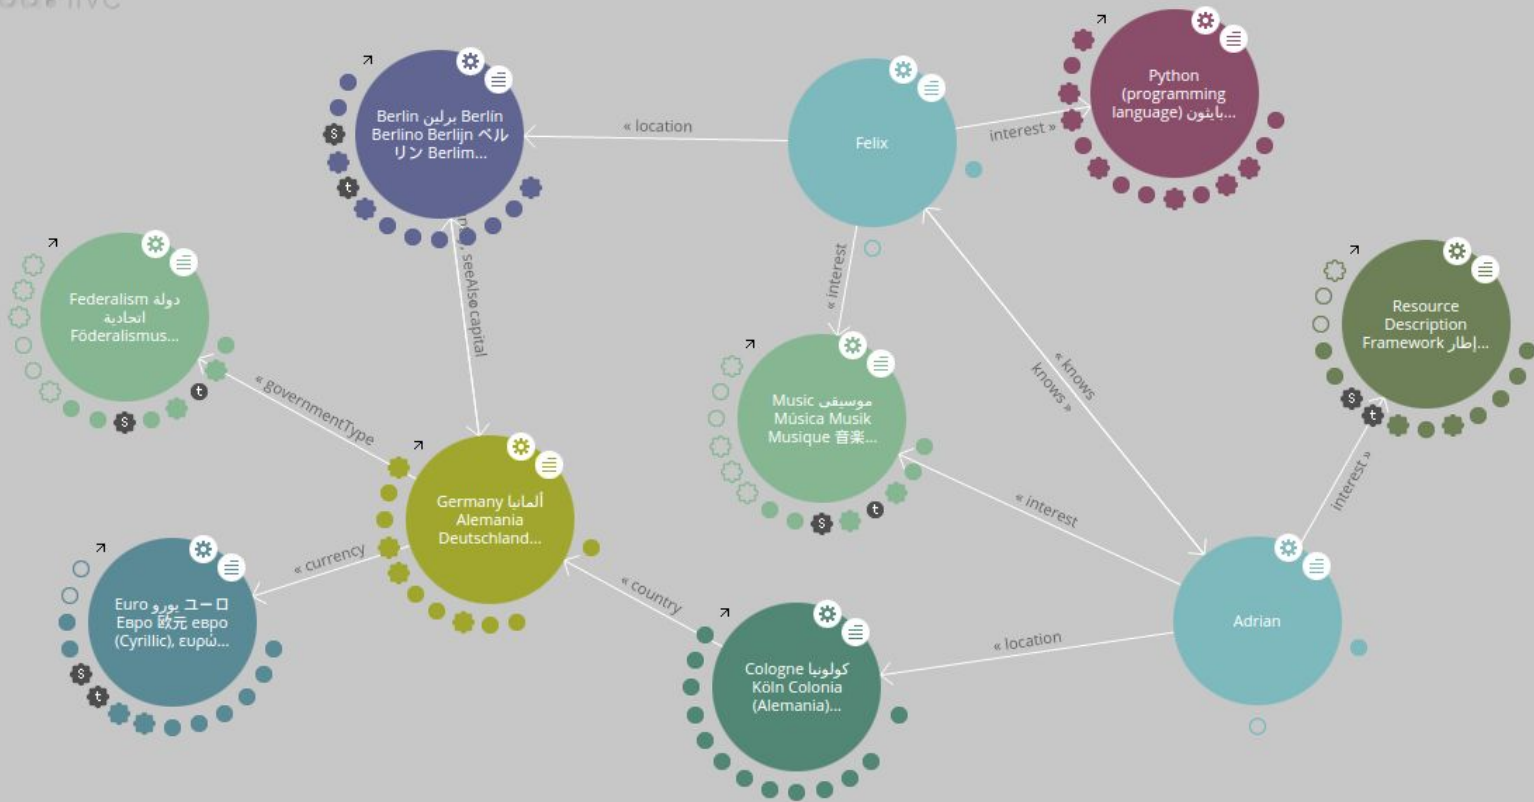 Berlin برلين Berlín
Berlino Berlijn ベル
リン Berlim...
« location
Felix
interest »
Python
(programming
language) بايثون...
Federalism دولة
اتحادية
Föderalismus...
seeAlso
capital
« interest
« knows
knows »
Resource
Description
Framework إطار...
« governmentType
Music موسيقى
Música Musik
Musique 音楽...
Germany ألمانيا
Alemania
Deutschland...
« interest
interest »
« currency
« country
Euro يورو ユーロ
Евро 欧元 евро
(Cyrillic), ευρώ...
Cologne كولونيا
Köln Colonia
(Alemania)...
« location
Adrian
s
t
s
t
s
t
s
t
s
t